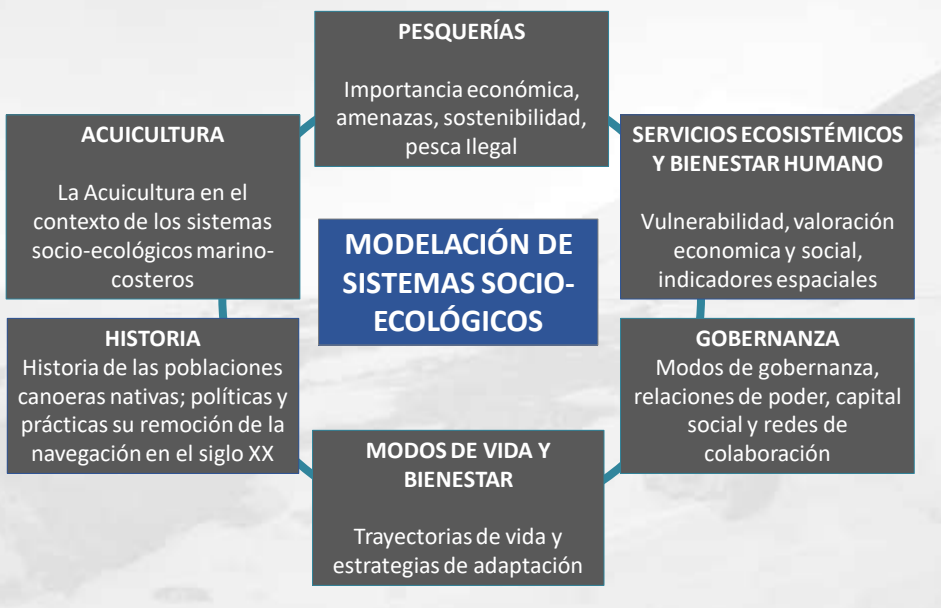 PESQUERÍAS
Importancia económica,
amenazas, sostenibilidad,
pesca Ilegal
ACUICULTURA
La Acuicultura en el
contexto de los sistemas
socio-ecológicos marino-
costeros
SERVICIOS ECOSISTÉMICOS
Y BIENESTAR HUMANO
Vulnerabilidad, valoración
economica y social,
indicadores espaciales
MODELACIÓN DE
SISTEMAS SOCIO-
ECOLÓGICOS
HISTORIA
Historia de las poblaciones
canoeras nativas; políticas y
prácticas su remoción de la
navegación en el siglo XX
GOBERNANZA
Modos de gobernanza,
relaciones de poder, capital
social y redes de
colaboración
MODOS DE VIDA Y
BIENESTAR
Trayectorias de vida y
estrategias de adaptación